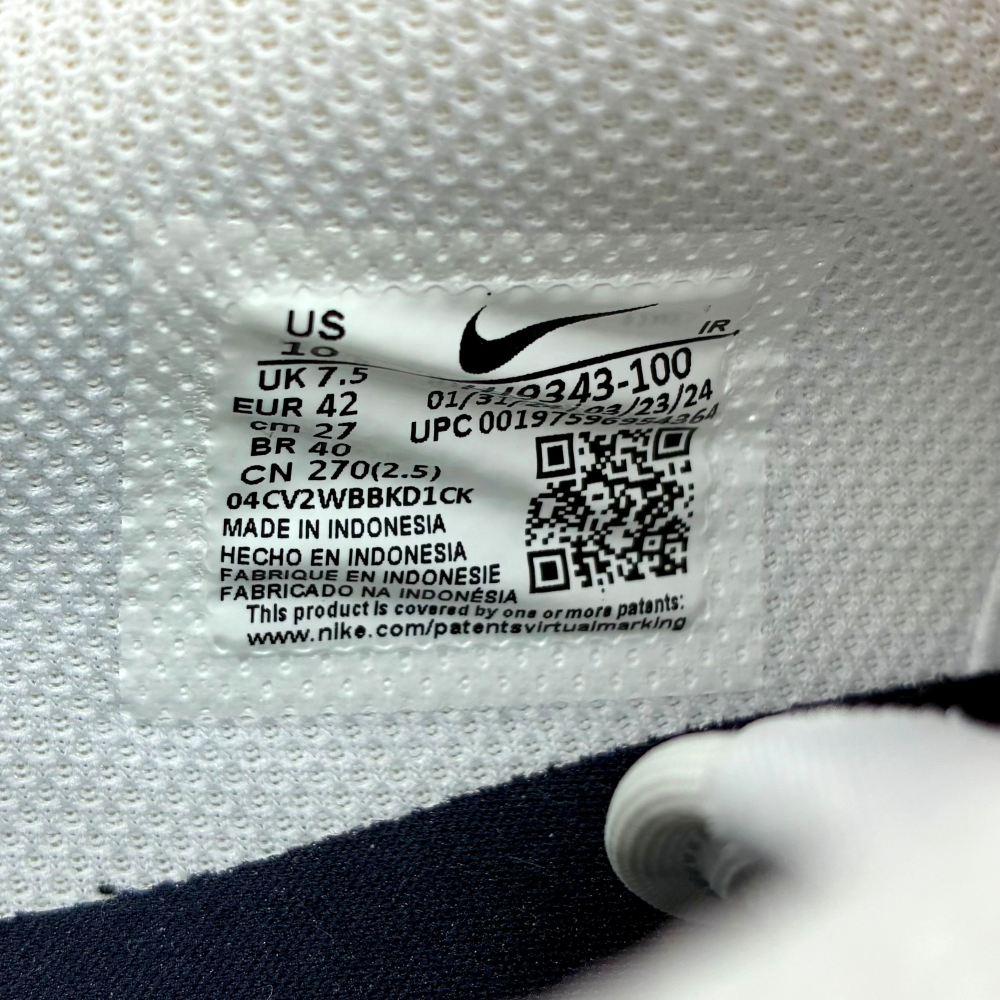 US
10
UK 7.5
EUR 42
cm 27
BR 40
CN 270(2.5)
04CV2WBBKD1CK
MADE IN INDONESIA
HECHO EN INDONESIA
FABRIQUE EN INDONESIE
FABRICADO NA INDONÉSIA
This product is covered by one or more patents:
www.nike.com/patentsvirtualmarking
IR
UPC